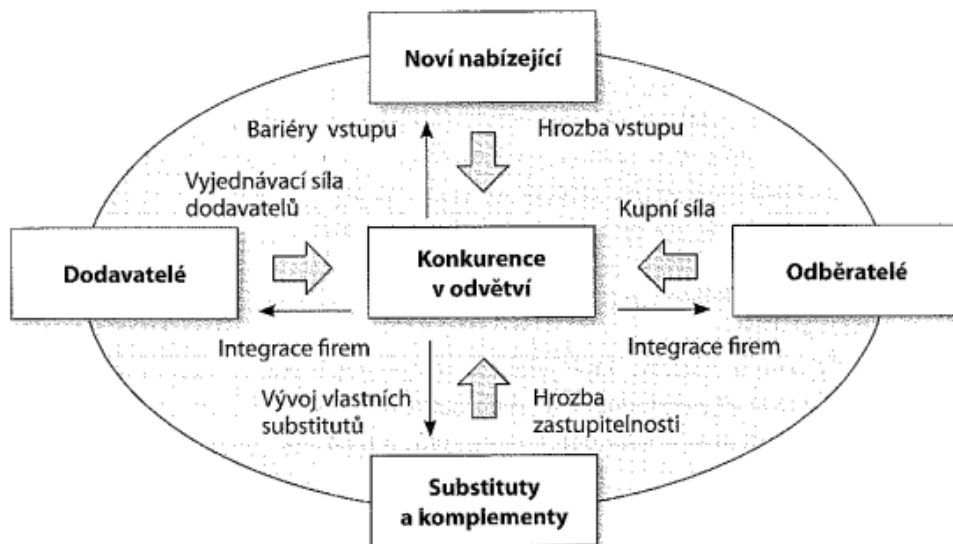 Noví nabízející
Bariéry vstupu
Hrozba vstupu
Vyjednávací síla
dodavatelů
Kupní síla
Dodavatelé
Konkurence
v odvětví
Odběratelé
Integrace firem
Integrace firem
Vývoj vlastních
substitutů
Hrozba
zastupitelnosti
Substituty
a komplementy